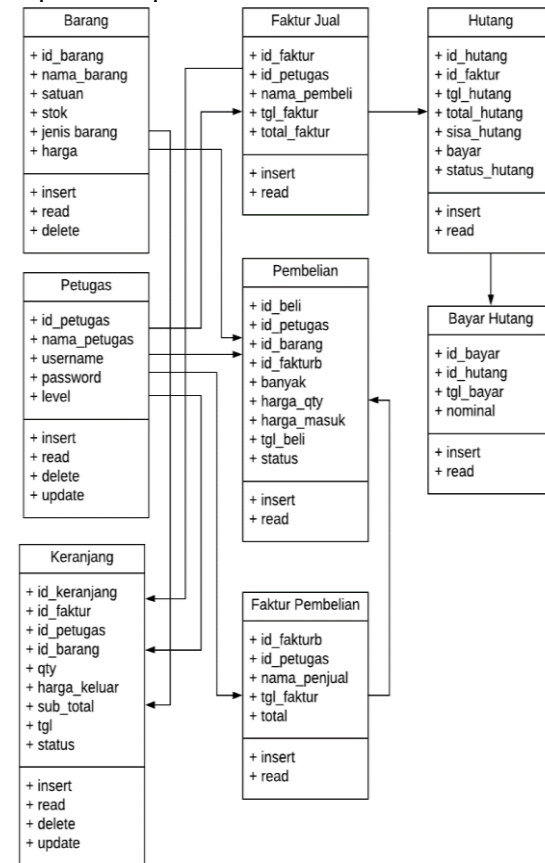 Barang
+ id_barang
+ nama_barang
+ satuan
+ stok
+ jenis barang
+ harga
+ insert
+ read
+ delete
Faktur Jual
+ id_faktur
+ id_petugas
+ nama_pembeli
+ tgl_faktur
+ total_faktur
+ insert
+ read
Hutang
+ id_hutang
+ id_faktur
+ tgl_hutang
+ total_hutang
+ sisa_hutang
+ bayar
+ status_hutang
+ insert
+ read
Petugas
+ id_petugas
+ nama_petugas
+ username
+ password
+ level
+ insert
+ read
+ delete
+ update
Pembelian
+ id_beli
+ id_petugas
+ id_barang
+ id_fakturb
+ banyak
+ harga_qty
+ harga_masuk
+ tgl_beli
+ status
+ insert
+ read
Bayar Hutang
+ id_bayar
+ id_hutang
+ tgl_bayar
+ nominal
+ insert
+ read
Keranjang
+ id_keranjang
+ id_faktur
+ id_petugas
+ id_barang
+ qty
+ harga_keluar
+ sub_total
+ tgl
+ status
+ insert
+ read
+ delete
+ update
Faktur Pembelian
+ id_fakturb
+ id_petugas
+ nama_penjual
+ tgl_faktur
+ total
+ insert
+ read